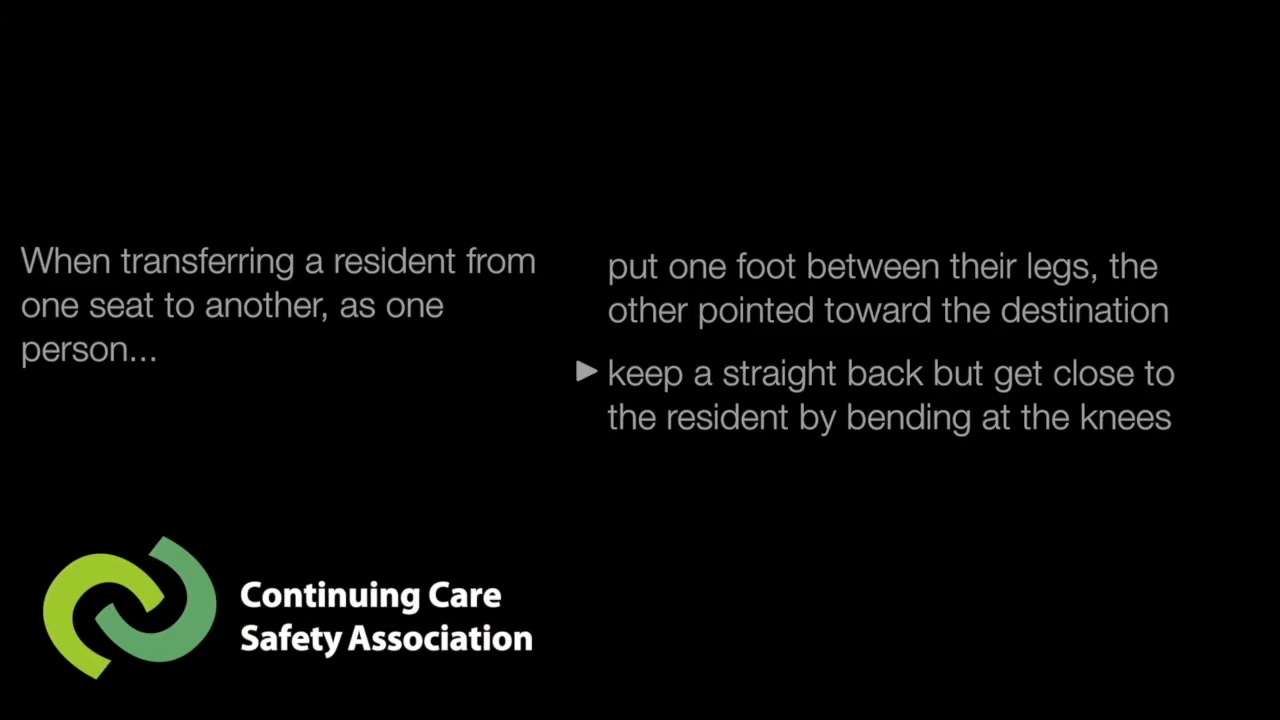 When transferring a resident from
one seat to another, as one
person...
put one foot between their legs, the
other pointed toward the destination
keep a straight back but get close to
the resident by bending at the knees
Continuing Care
Safety Association